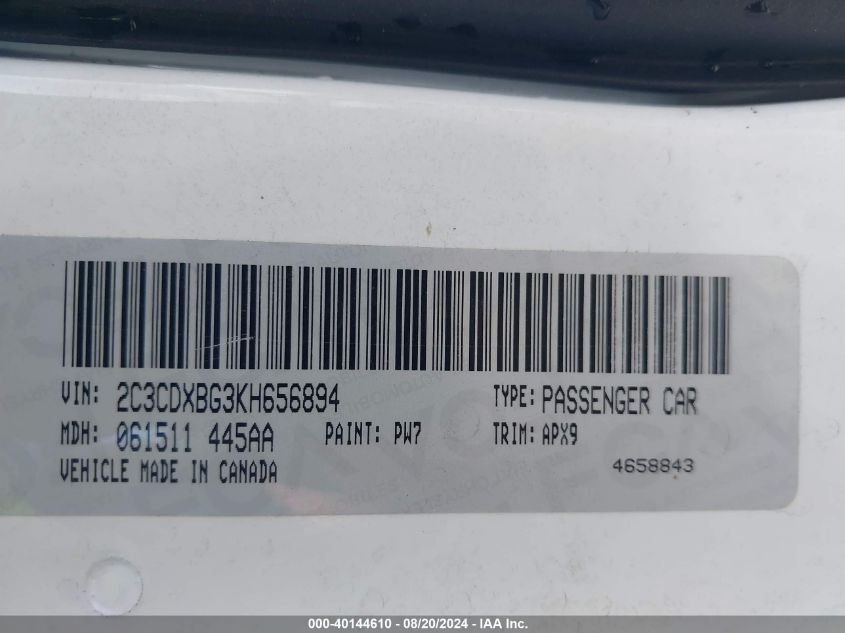 VIN: 2C3CDXBG3KH656894 TYPE: PASSENGER CAR
MDH: 061511 445AA PAINT: PW7 TRIM: APX9
VEHICLE MADE IN CANADA 4658843
000-40144610 - 08/20/2024 - IAA Inc.